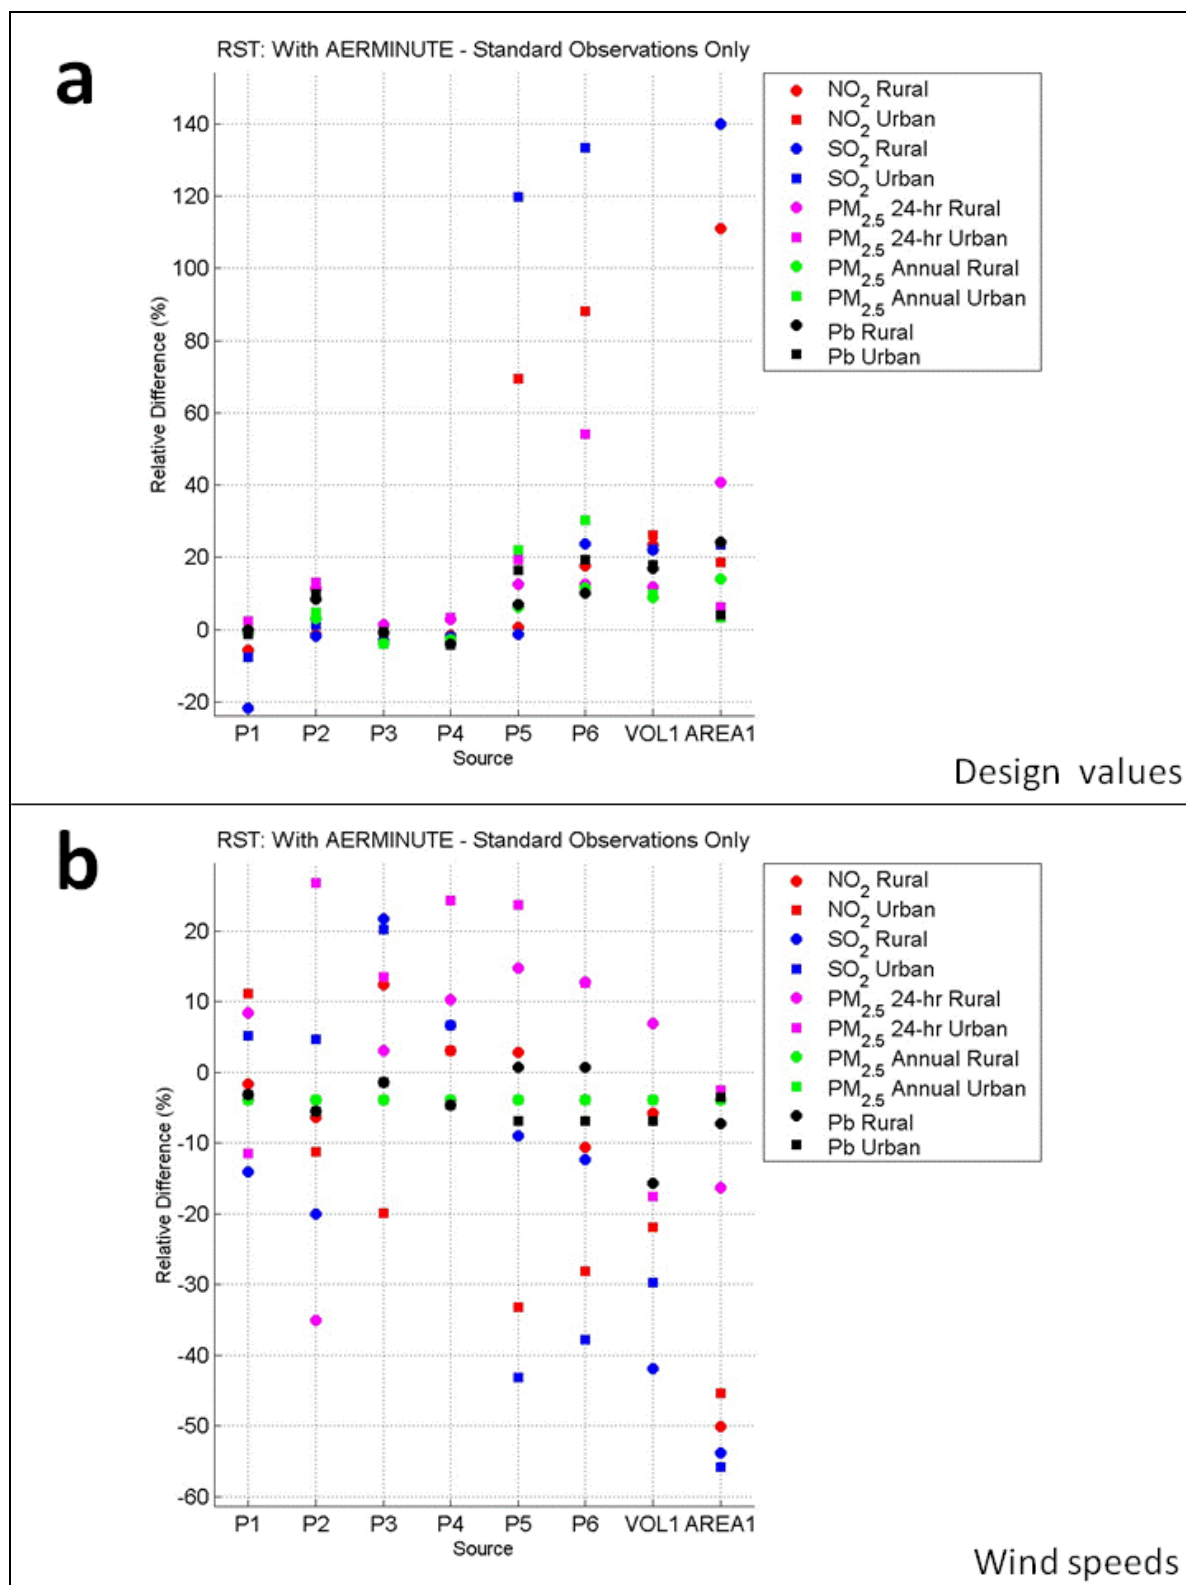 a
RST: With AERMINUTE - Standard Observations Only
NO2 Rural
NO2 Urban
SO2 Rural
SO2 Urban
PM2.5 24-hr Rural
PM2.5 24-hr Urban
PM2.5 Annual Rural
PM2.5 Annual Urban
Pb Rural
Pb Urban
Relative Difference (%)
140
120
100
80
60
40
20
0
-20
P1 P2 P3 P4 P5 P6 VOL1 AREA1
Source
Design values
b
RST: With AERMINUTE - Standard Observations Only
NO2 Rural
NO2 Urban
SO2 Rural
SO2 Urban
PM2.5 24-hr Rural
PM2.5 24-hr Urban
PM2.5 Annual Rural
PM2.5 Annual Urban
Pb Rural
Pb Urban
Relative Difference (%)
20
10
0
-10
-20
-30
-40
-50
-60
P1 P2 P3 P4 P5 P6 VOL1 AREA1
Source
Wind speeds